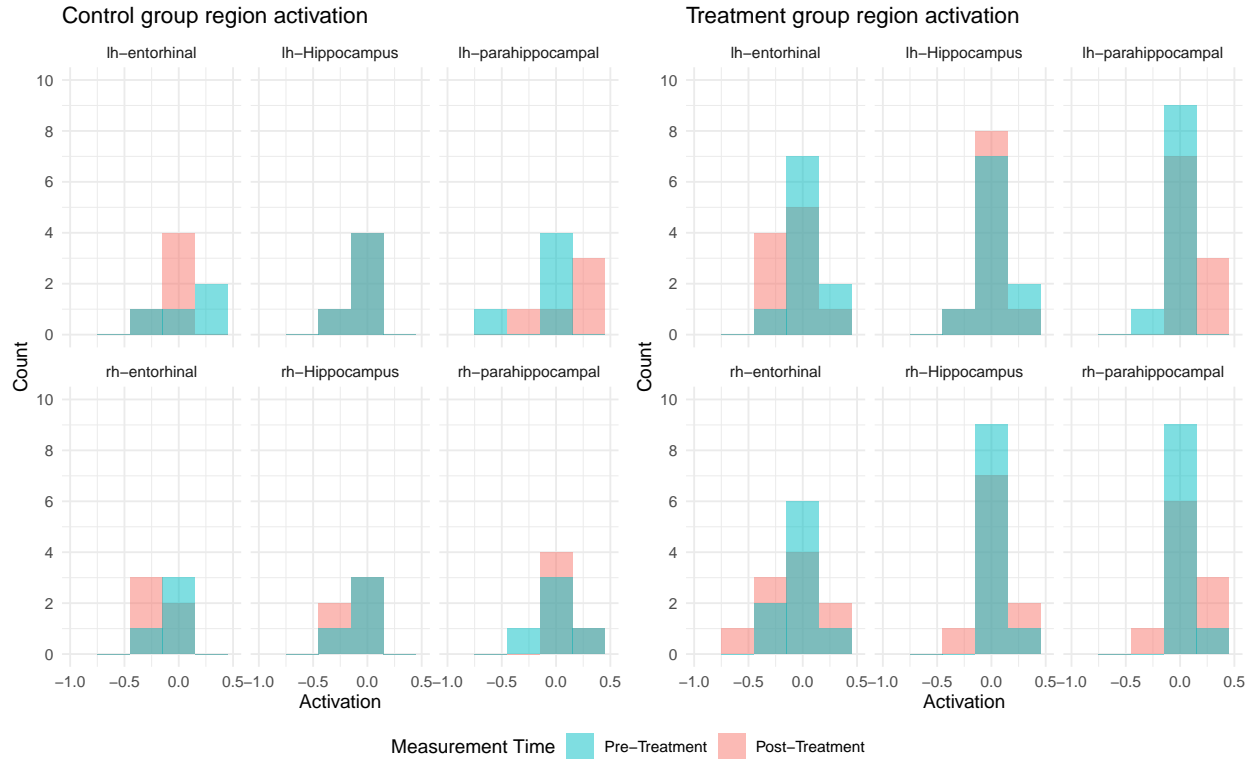 Control group region activation
Treatment group region activation
lh−entorhinal
lh−Hippocampus
lh−parahippocampal
lh−entorhinal
lh−Hippocampus
lh−parahippocampal
10
8
6
4
2
0
10
8
6
4
2
0
Count
Count
rh−entorhinal
rh−Hippocampus
rh−parahippocampal
rh−entorhinal
rh−Hippocampus
rh−parahippocampal
10
8
6
4
2
0
10
8
6
4
2
0
−1.0 −0.5 0.0 0.5 −1.0 −0.5 0.0 0.5 −1.0 −0.5 0.0 0.5
−1.0 −0.5 0.0 0.5 −1.0 −0.5 0.0 0.5 −1.0 −0.5 0.0 0.5
Activation
Activation
Measurement Time Pre−Treatment Post−Treatment